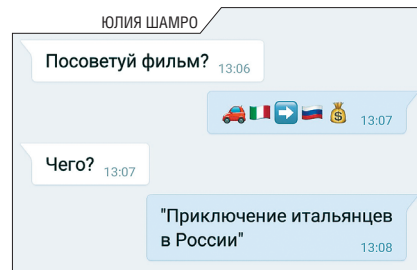 ЮЛИЯ ШАМРО
Посоветуй фильм? 13:06
🚗🇮🇹➡️🇷🇺💰 13:07
Чего? 13:07
"Приключение итальянцев
в России" 13:08